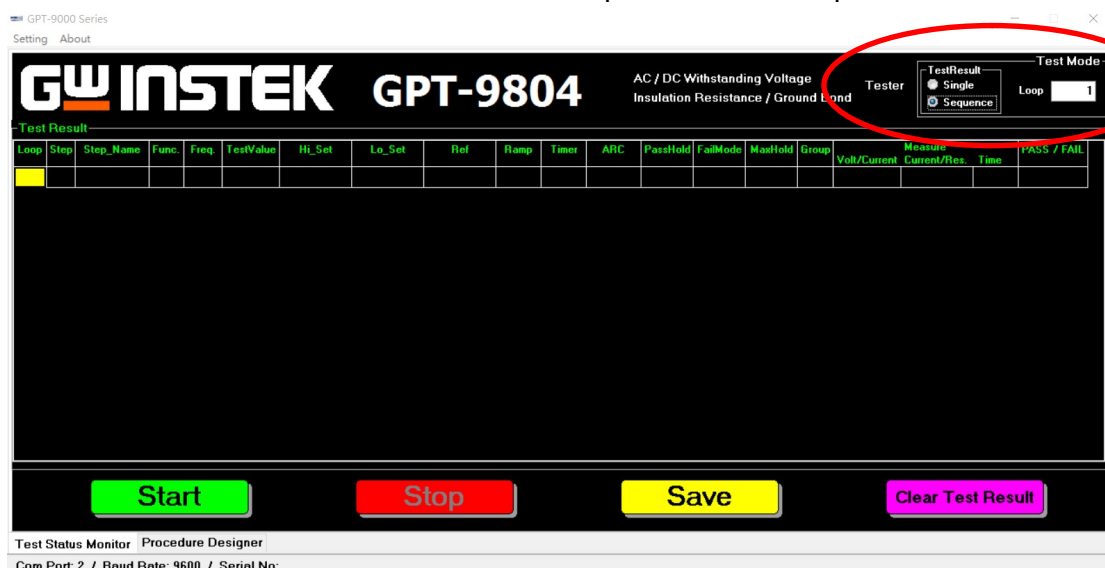 GPT-9000 Series
Setting About
GW INSTEK GPT-9804
AC / DC Withstanding Voltage
Insulation Resistance / Ground Bond
Tester
TestResult
Single
Sequence
Test Mode
Loop 1
Test Result
Loop Step Step_Name Func. Freq. TestValue Hi_Set Lo_Set Ref Ramp Timer ARC PassHold FailMode MaxHold Group Measure PASS / FAIL
Volt/Current Current/Res. Time
Start Stop Save Clear Test Result
Test Status Monitor Procedure Designer
Com Port: 2 / Baud Rate: 9600 / Serial No: